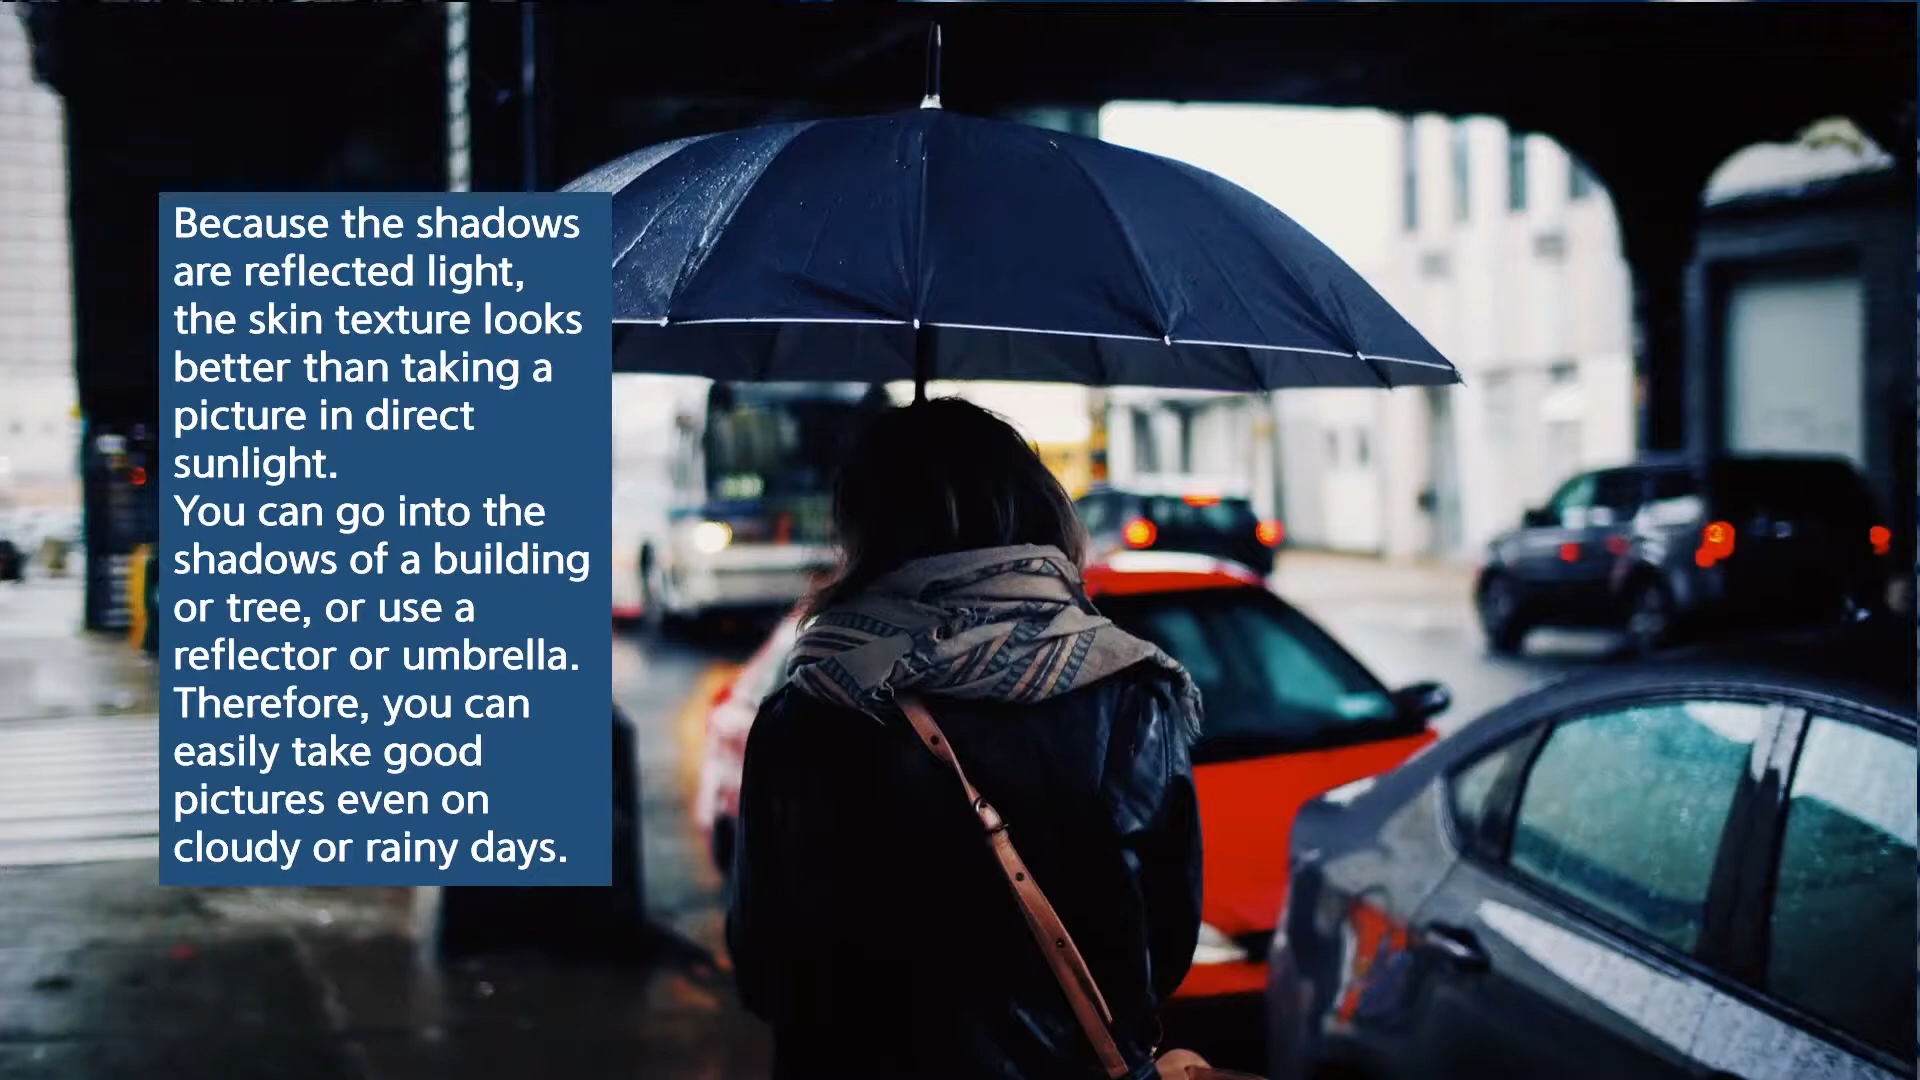 Because the shadows
are reflected light,
the skin texture looks
better than taking a
picture in direct
sunlight.
You can go into the
shadows of a building
or tree, or use a
reflector or umbrella.
Therefore, you can
easily take good
pictures even on
cloudy or rainy days.